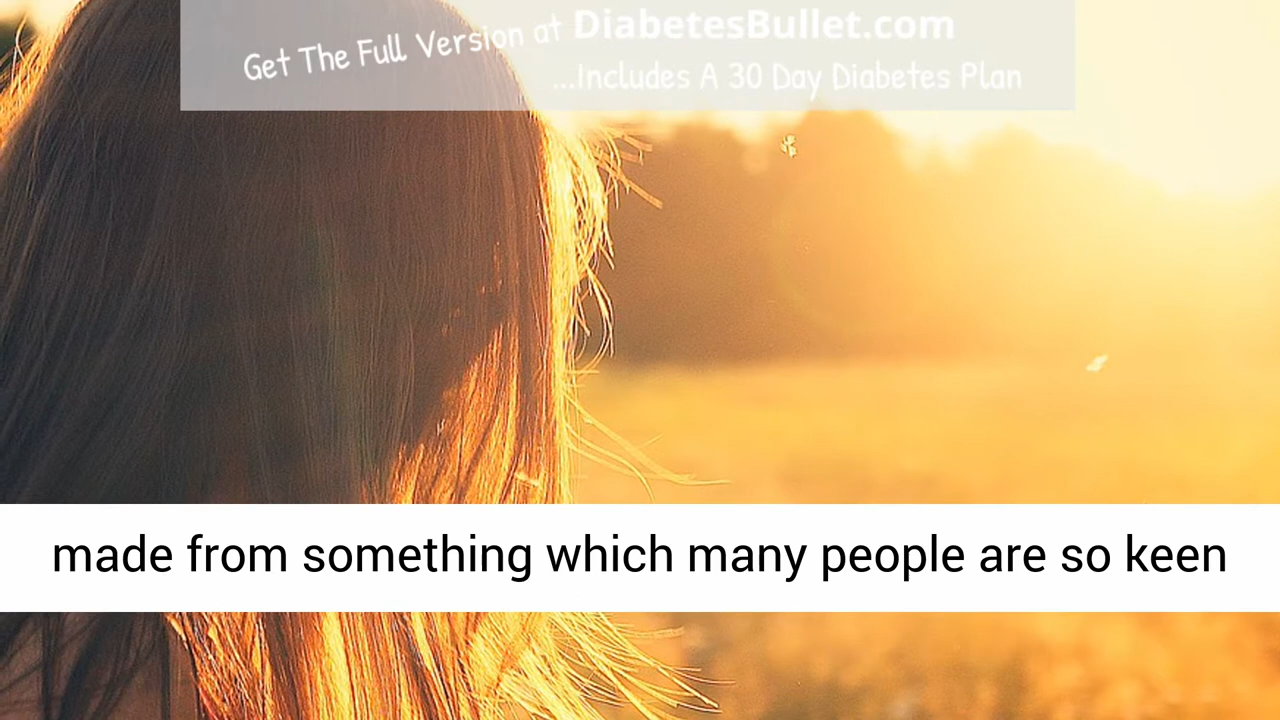 Get The Full Version at DiabetesBullet.com
...Includes A 30 Day Diabetes Plan
made from something which many people are so keen